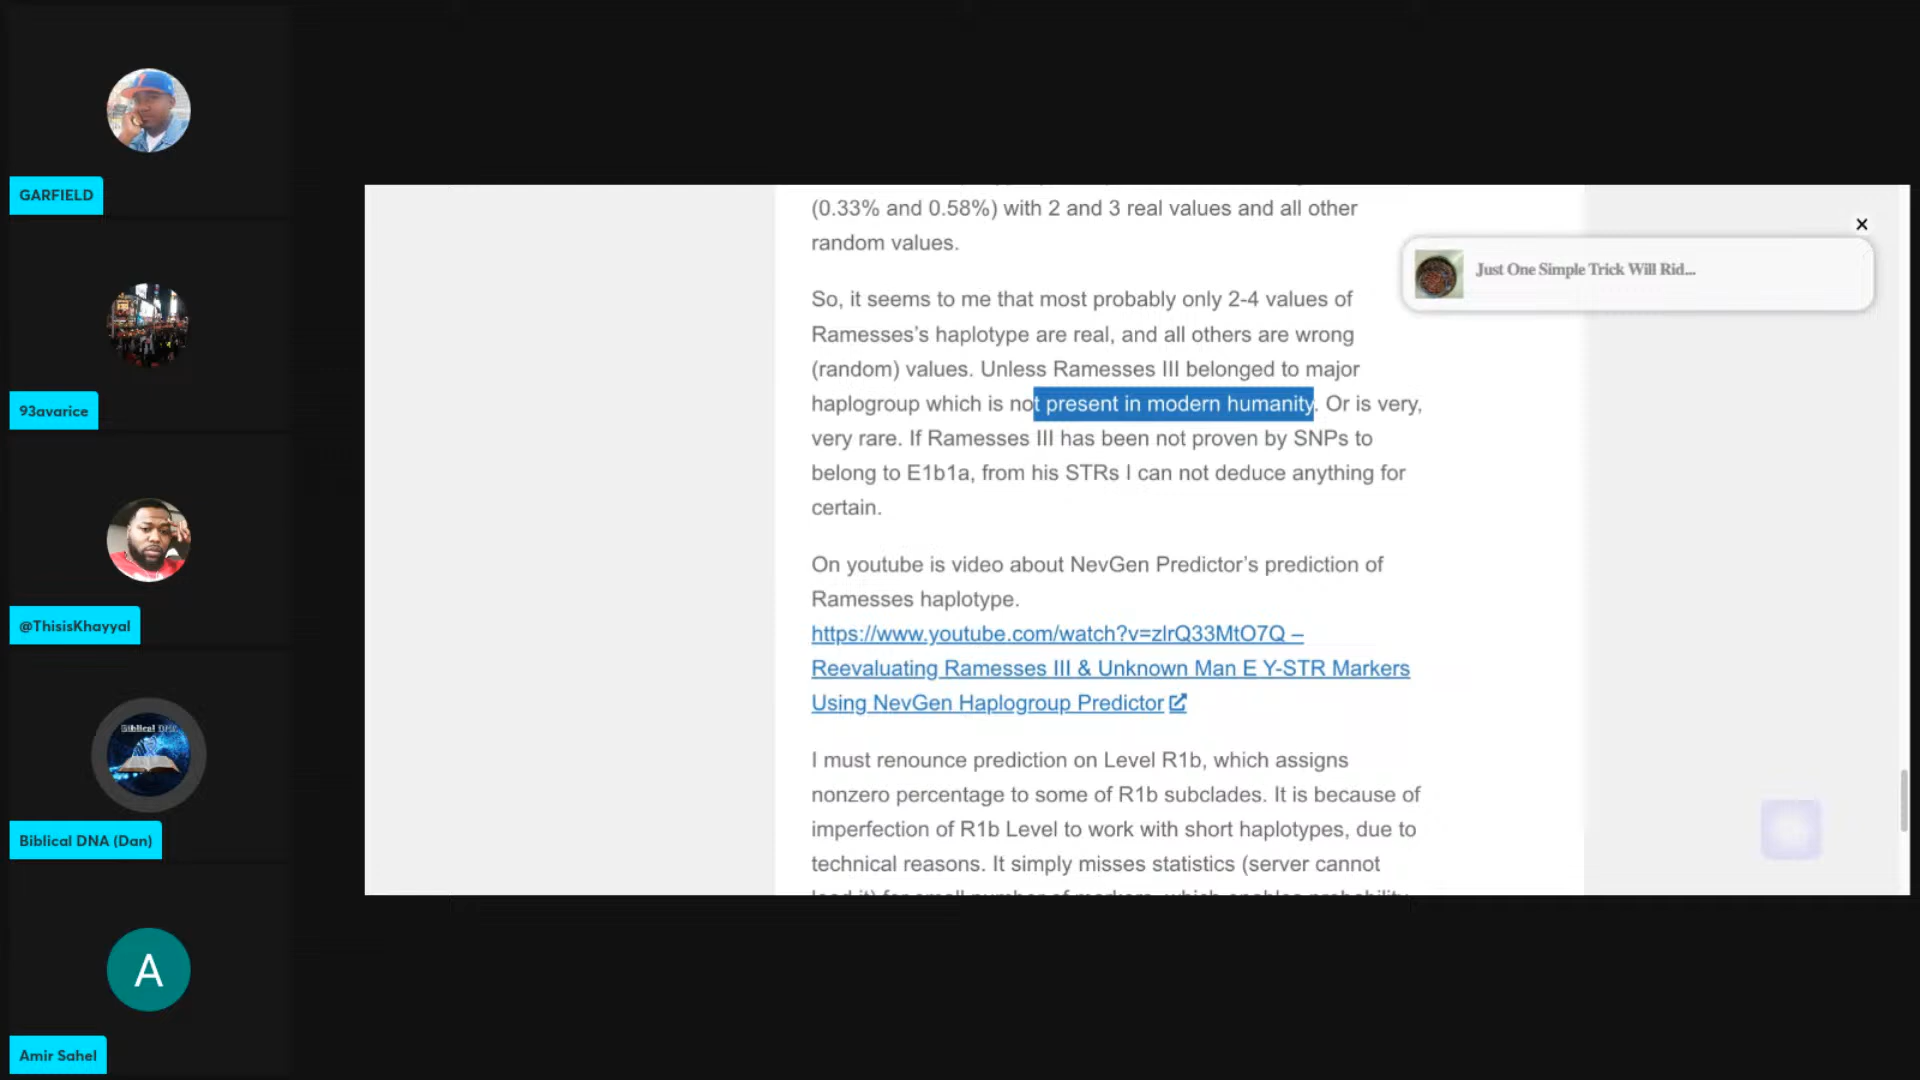 GARFIELD
93avarice
@ThisisKhayyal
Biblical DNA
Biblical DNA (Dan)
A
Amir Sahel
(0.33% and 0.58%) with 2 and 3 real values and all other
random values.
So, it seems to me that most probably only 2-4 values of
Ramesses’s haplotype are real, and all others are wrong
(random) values. Unless Ramesses III belonged to major
haplogroup which is not present in modern humanity. Or is very,
very rare. If Ramesses III has been not proven by SNPs to
belong to E1b1a, from his STRs I can not deduce anything for
certain.
On youtube is video about NevGen Predictor’s prediction of
Ramesses haplotype.
https://www.youtube.com/watch?v=zlrQ33MtO7Q –
Reevaluating Ramesses III & Unknown Man E Y-STR Markers
Using NevGen Haplogroup Predictor
I must renounce prediction on Level R1b, which assigns
nonzero percentage to some of R1b subclades. It is because of
imperfection of R1b Level to work with short haplotypes, due to
technical reasons. It simply misses statistics (server cannot
Just One Simple Trick Will Rid...